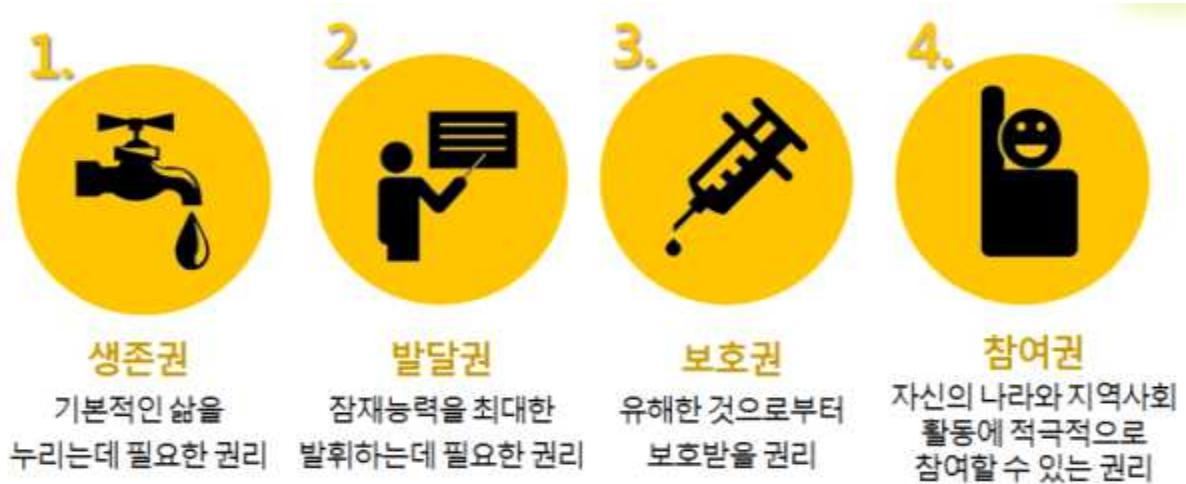 1.
생존권
기본적인 삶을
누리는데 필요한 권리
2.
발달권
잠재능력을 최대한
발휘하는데 필요한 권리
3.
보호권
유해한 것으로부터
보호받을 권리
4.
참여권
자신의 나라와 지역사회
활동에 적극적으로
참여할 수 있는 권리